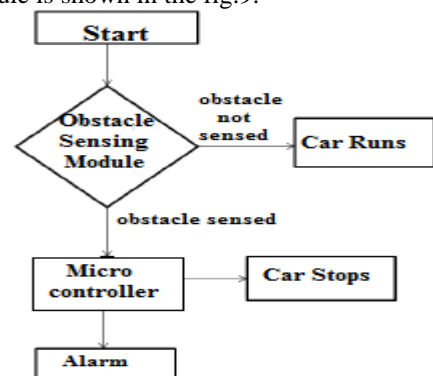 ule is shown in the fig.9.
Start
Obstacle
Sensing
Module
obstacle
not
sensed
Car Runs
obstacle sensed
Micro
controller
Car Stops
Alarm